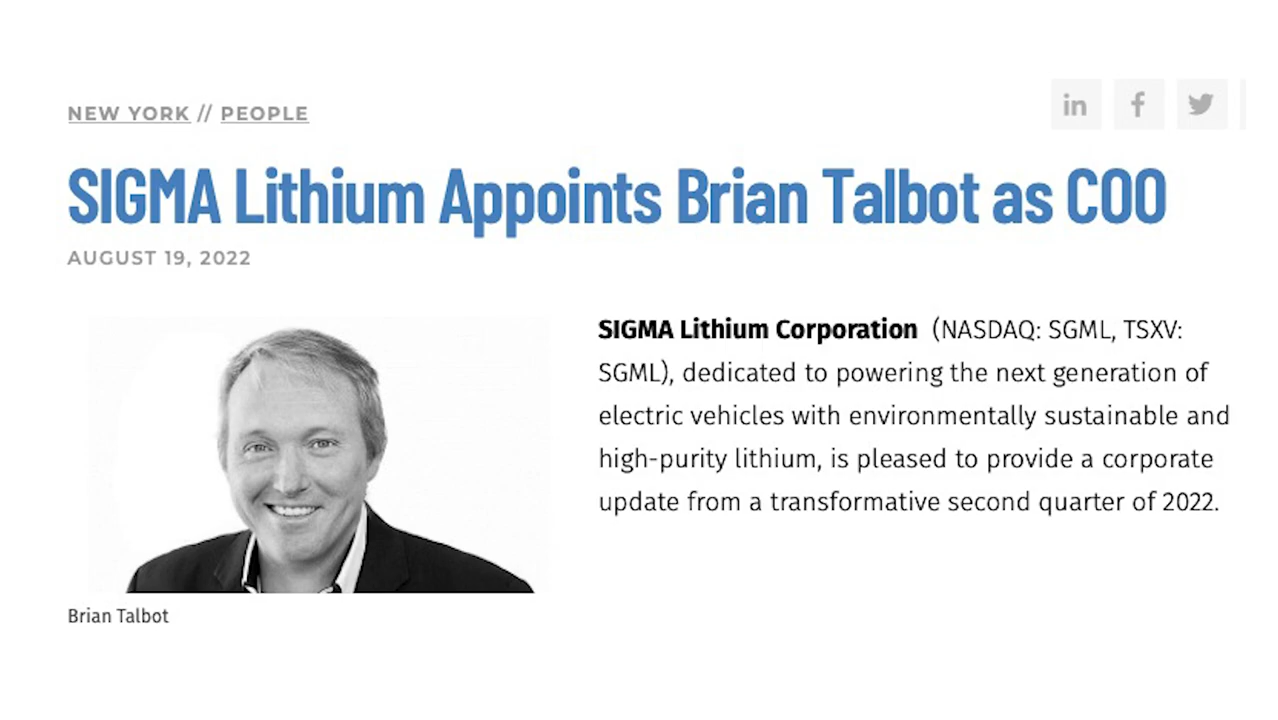 NEW YORK // PEOPLE
SIGMA Lithium Appoints Brian Talbot as COO
AUGUST 19, 2022
SIGMA Lithium Corporation (NASDAQ: SGML, TSXV:
SGML), dedicated to powering the next generation of
electric vehicles with environmentally sustainable and
high-purity lithium, is pleased to provide a corporate
update from a transformative second quarter of 2022.
Brian Talbot